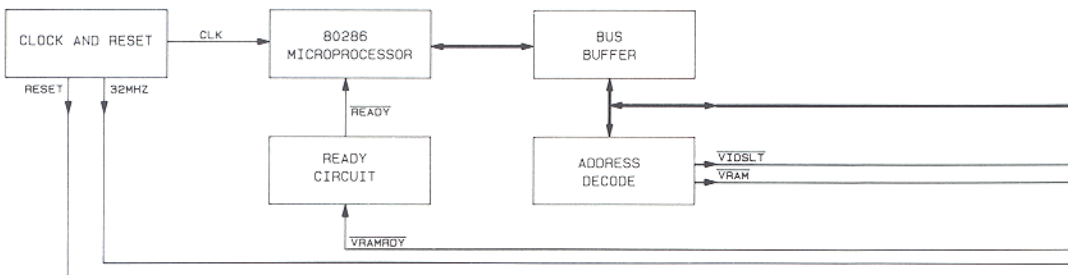 CLOCK AND RESET
CLK
80286
MICROPROCESSOR
BUS
BUFFER
RESET
32MHZ
READY
READY
CIRCUIT
ADDRESS
DECODE
VIDSLT
VRAM
VRAMRDY